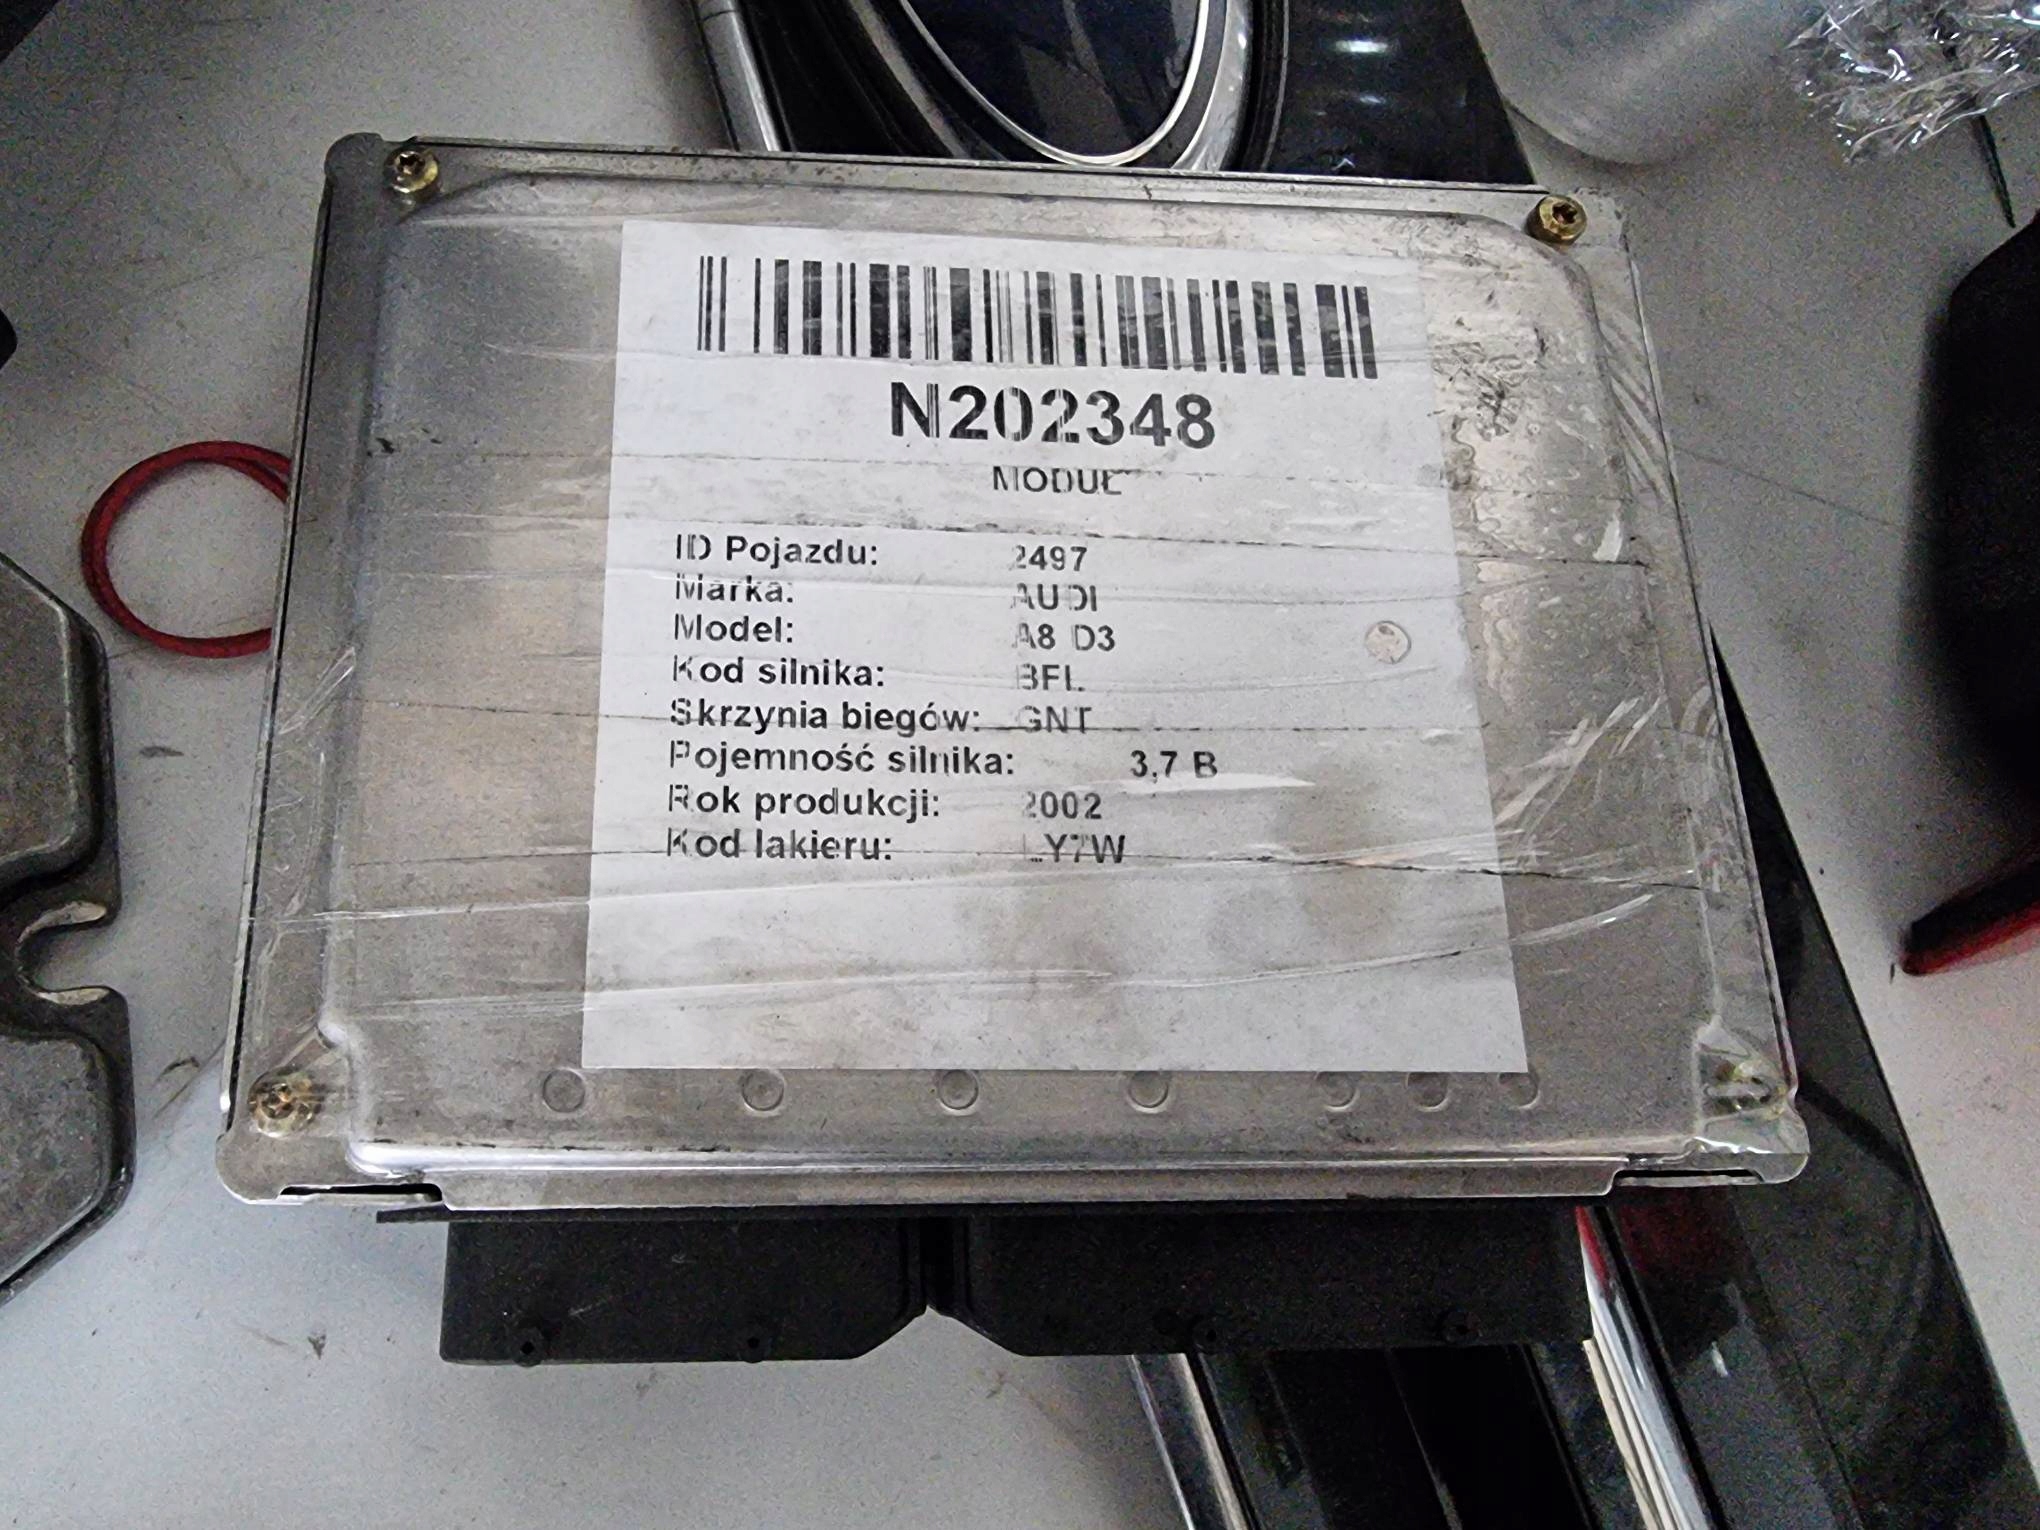 N202348
MODUŁ
ID Pojazdu: 2497
Marka: AUDI
Model: A8 D3
Kod silnika: BFL
Skrzynia biegów: GNT
Pojemność silnika: 3,7 B
Rok produkcji: 2002
Kod lakieru: LY7W